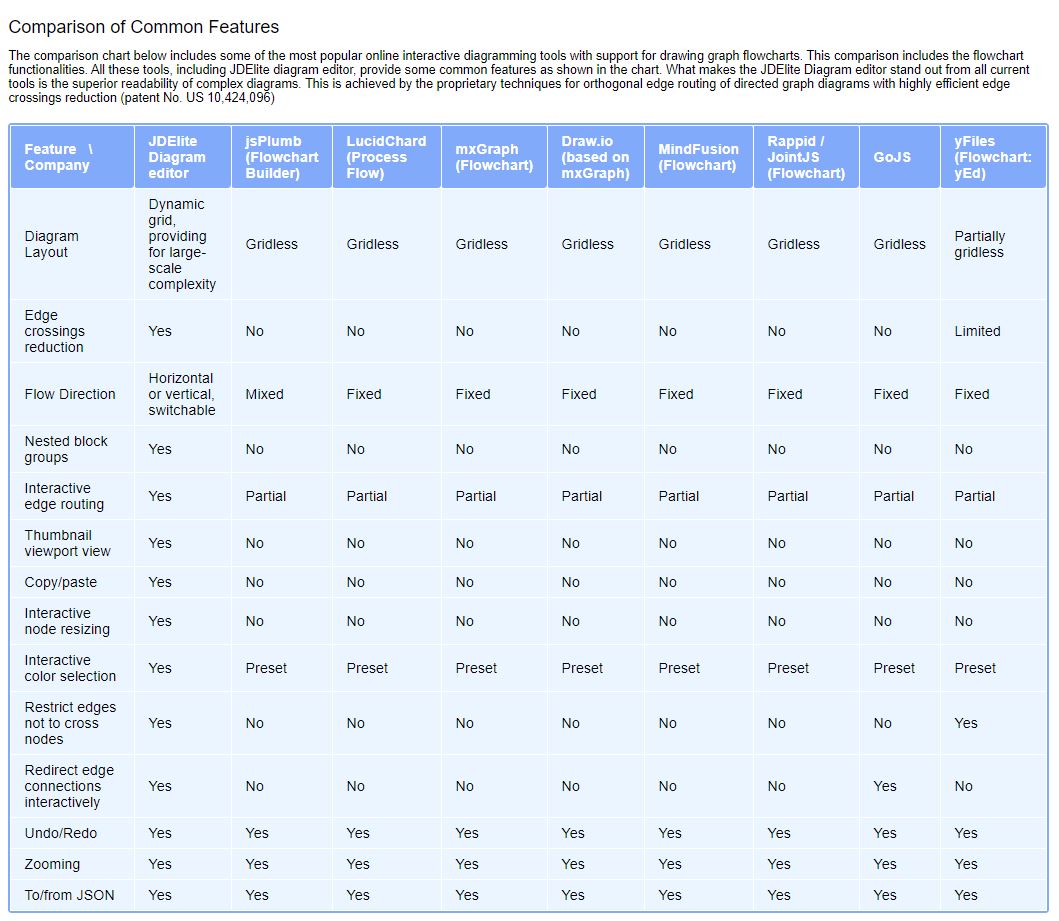 Comparison of Common Features
The comparison chart below includes some of the most popular online interactive diagramming tools with support for drawing graph flowcharts. This comparison includes the flowchart
functionalities. All these tools, including JDElite diagram editor, provide some common features as shown in the chart. What makes the JDElite Diagram editor stand out from all current
tools is the superior readability of complex diagrams. This is achieved by the proprietary techniques for orthogonal edge routing of directed graph diagrams with highly efficient edge
crossings reduction (patent No. US 10,424,096)
Feature \ Company | JDElite Diagram editor | jsPlumb (Flowchart Builder) | LucidChard (Process Flow) | mxGraph (Flowchart) | Draw.io (based on mxGraph) | MindFusion (Flowchart) | Rappid / JointJS (Flowchart) | GoJS | yFiles (Flowchart: yEd)
Diagram Layout | Dynamic grid, providing for large-scale complexity | Gridless | Gridless | Gridless | Gridless | Gridless | Gridless | Gridless | Partially gridless
Edge crossings reduction | Yes | No | No | No | No | No | No | No | Limited
Flow Direction | Horizontal or vertical, switchable | Mixed | Fixed | Fixed | Fixed | Fixed | Fixed | Fixed | Fixed
Nested block groups | Yes | No | No | No | No | No | No | No | No
Interactive edge routing | Yes | Partial | Partial | Partial | Partial | Partial | Partial | Partial | Partial
Thumbnail viewport view | Yes | No | No | No | No | No | No | No | No
Copy/paste | Yes | No | No | No | No | No | No | No | No
Interactive node resizing | Yes | No | No | No | No | No | No | No | No
Interactive color selection | Yes | Preset | Preset | Preset | Preset | Preset | Preset | Preset | Preset
Restrict edges not to cross nodes | Yes | No | No | No | No | No | No | No | Yes
Redirect edge connections interactively | Yes | No | No | No | No | No | No | Yes | No
Undo/Redo | Yes | Yes | Yes | Yes | Yes | Yes | Yes | Yes | Yes
Zooming | Yes | Yes | Yes | Yes | Yes | Yes | Yes | Yes | Yes
To/from JSON | Yes | Yes | Yes | Yes | Yes | Yes | Yes | Yes | Yes